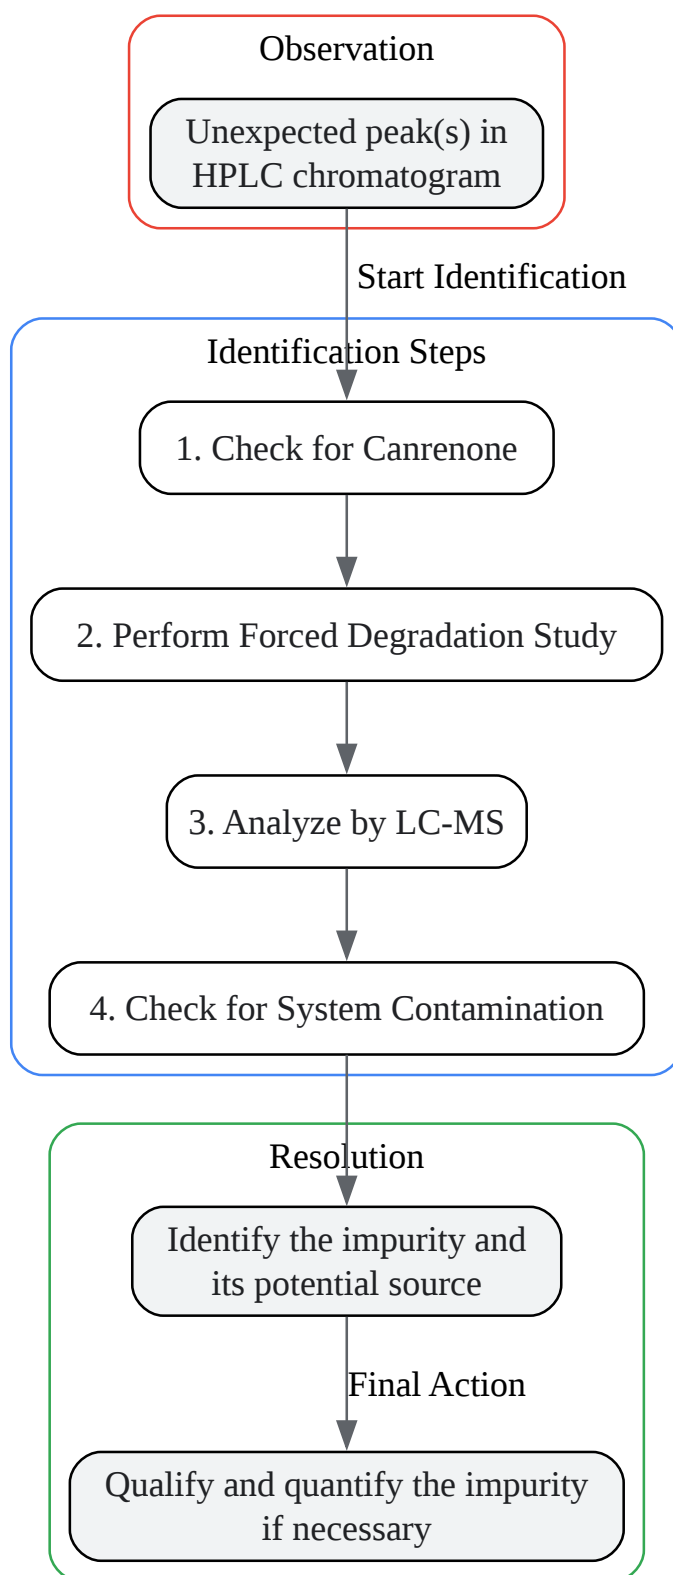 Observation
Unexpected peak(s) in
HPLC chromatogram
Start Identification
Identification Steps
1. Check for Canrenone
2. Perform Forced Degradation Study
3. Analyze by LC-MS
4. Check for System Contamination
Resolution
Identify the impurity and
its potential source
Final Action
Qualify and quantify the impurity
if necessary